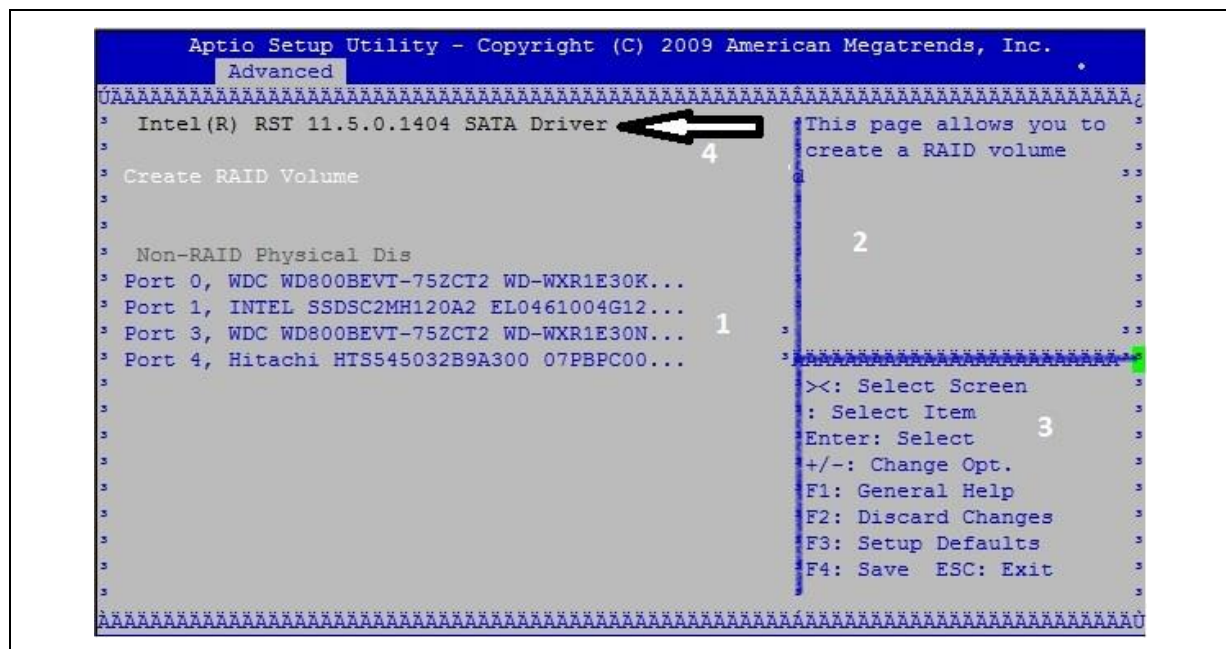 Aptio Setup Utility - Copyright (C) 2009 American Megatrends, Inc.
Advanced
Intel(R) RST 11.5.0.1404 SATA Driver
4
Create RAID Volume
Non-RAID Physical Dis
Port 0, WDC WD800BEVT-75ZCT2 WD-WXR1E30K...
Port 1, INTEL SSDSC2MH120A2 EL0461004G12...
Port 3, WDC WD800BEVT-75ZCT2 WD-WXR1E30N...
Port 4, Hitachi HTS545032B9A300 07PBPC00...
1
This page allows you to
create a RAID volume
2
><: Select Screen
: Select Item
Enter: Select
+/-: Change Opt.
F1: General Help
F2: Discard Changes
F3: Setup Defaults
F4: Save ESC: Exit
3